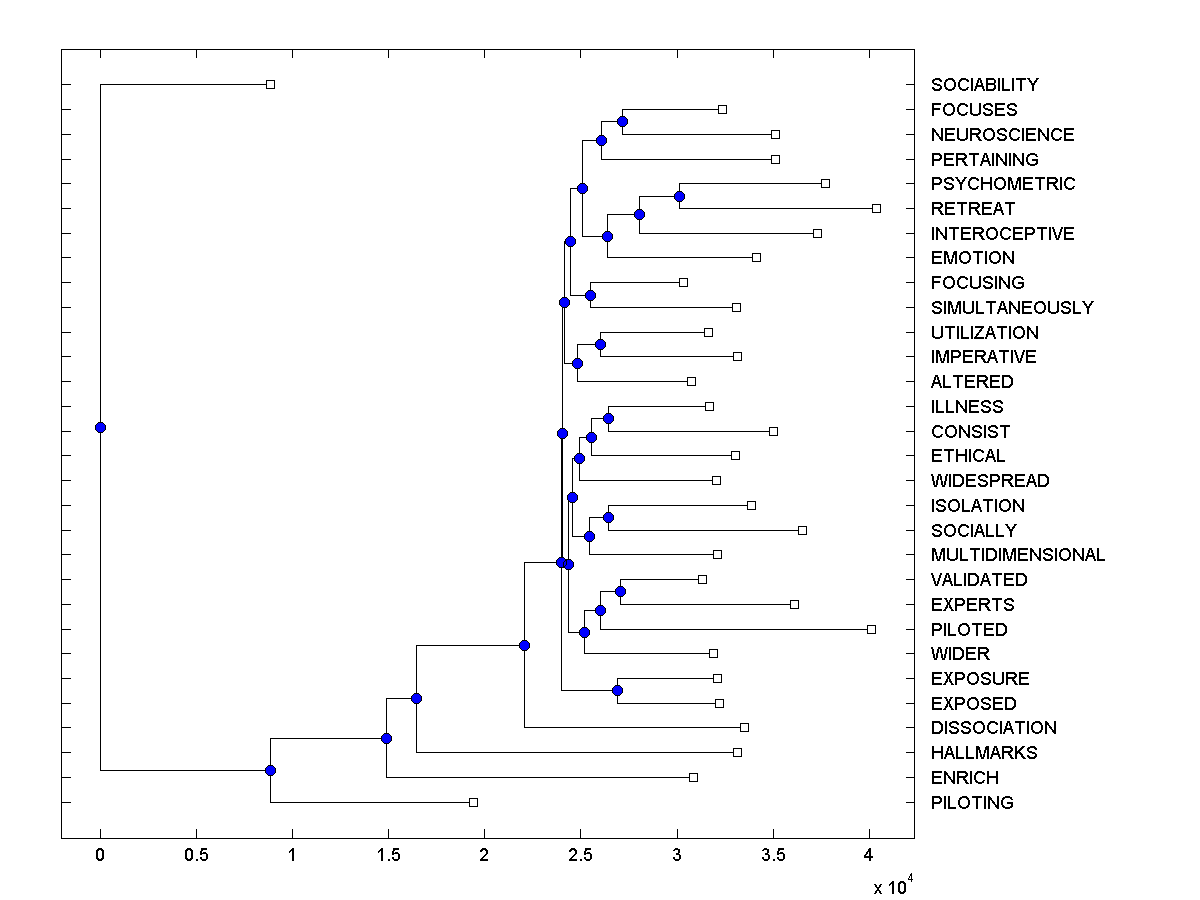 SOCIABILITY
FOCUSES
NEUROSCIENCE
PERTAINING
PSYCHOMETRIC
RETREAT
INTEROCEPTIVE
EMOTION
FOCUSING
SIMULTANEOUSLY
UTILIZATION
IMPERATIVE
ALTERED
ILLNESS
CONSIST
ETHICAL
WIDESPREAD
ISOLATION
SOCIALLY
MULTIDIMENSIONAL
VALIDATED
EXPERTS
PILOTED
WIDER
EXPOSURE
EXPOSED
DISSOCIATION
HALLMARKS
ENRICH
PILOTING
0 0.5 1 1.5 2 2.5 3 3.5 4
x 10^4